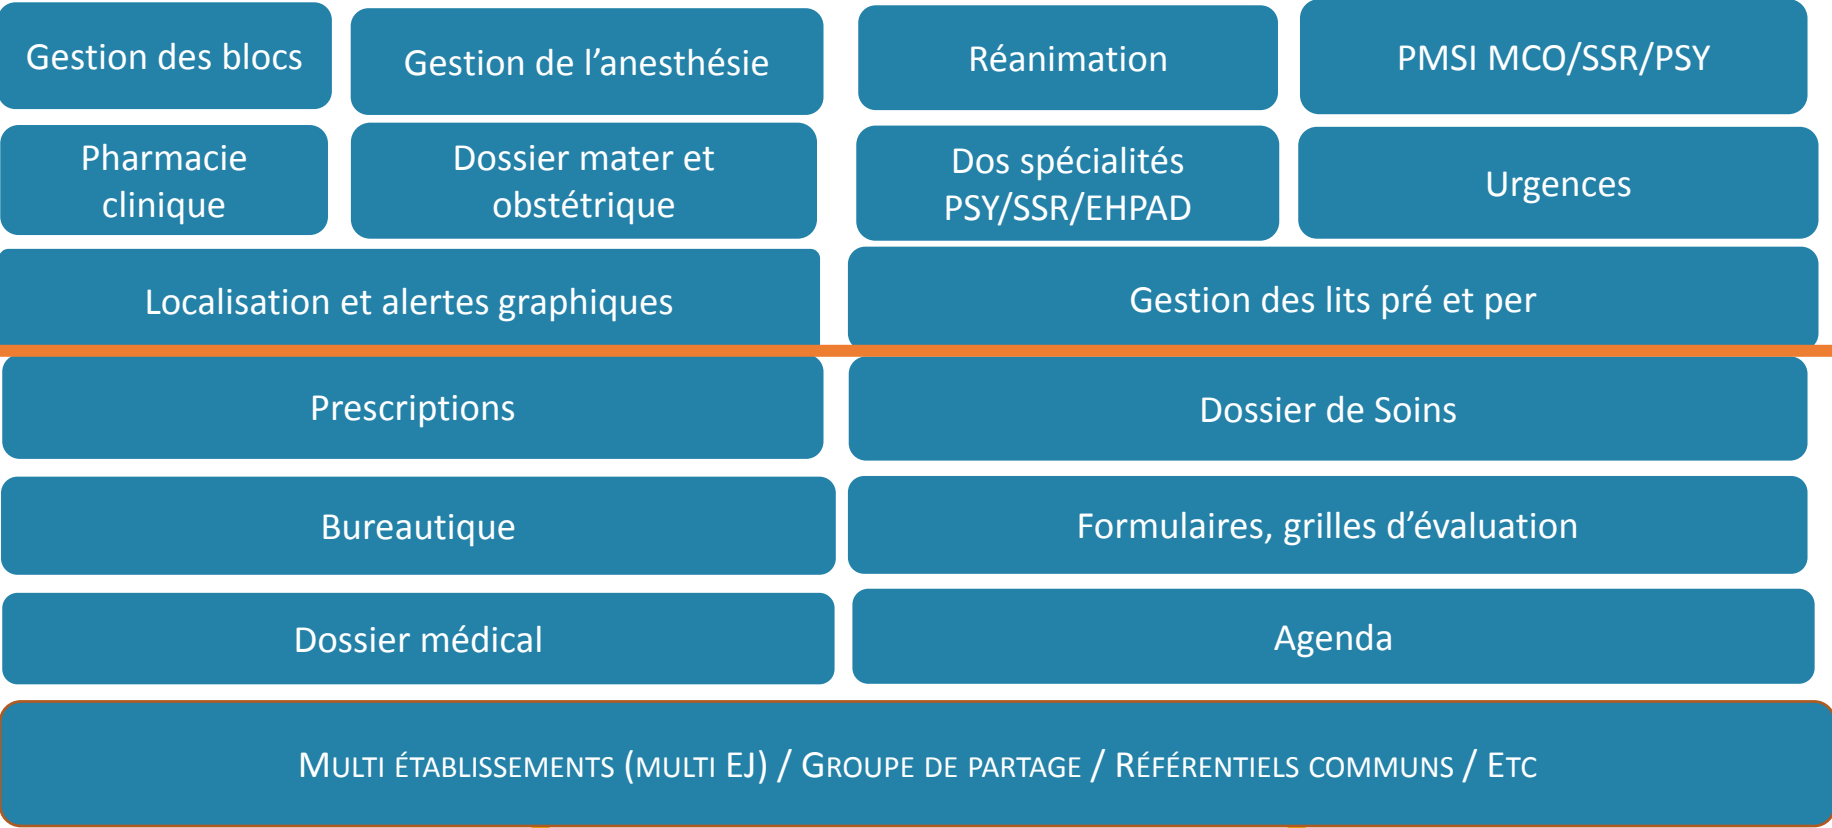 Gestion des blocs
Gestion de l’anesthésie
Réanimation
PMSI MCO/SSR/PSY
Pharmacie
clinique
Dossier mater et
obstétrique
Dos spécialités
PSY/SSR/EHPAD
Urgences
Localisation et alertes graphiques
Gestion des lits pré et per
Prescriptions
Dossier de Soins
Bureautique
Formulaires, grilles d’évaluation
Dossier médical
Agenda
MULTI ÉTABLISSEMENTS (MULTI EJ) / GROUPE DE PARTAGE / RÉFÉRENTIELS COMMUNS / ETC